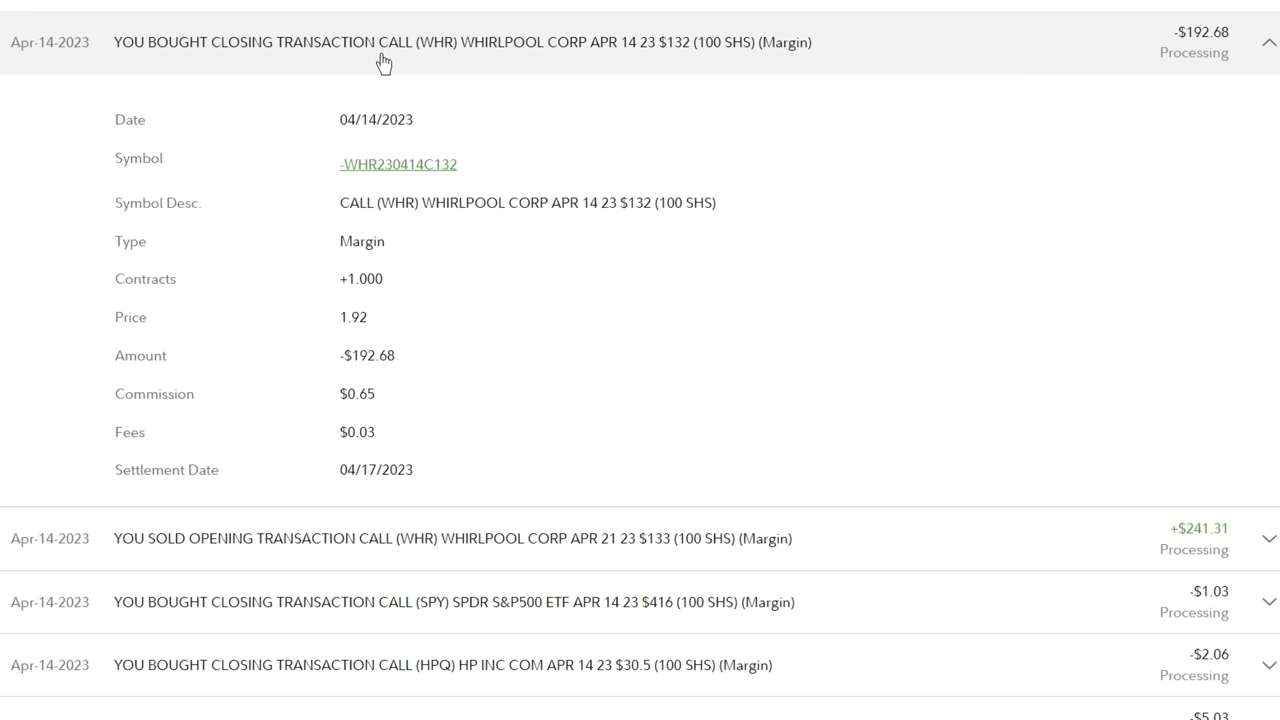 Apr-14-2023 YOU BOUGHT CLOSING TRANSACTION CALL (WHR) WHIRLPOOL CORP APR 14 23 $132 (100 SHS) (Margin) -$192.68
Processing
Date 04/14/2023
Symbol -WHR230414C132
Symbol Desc. CALL (WHR) WHIRLPOOL CORP APR 14 23 $132 (100 SHS)
Type Margin
Contracts +1.000
Price 1.92
Amount -$192.68
Commission $0.65
Fees $0.03
Settlement Date 04/17/2023
Apr-14-2023 YOU SOLD OPENING TRANSACTION CALL (WHR) WHIRLPOOL CORP APR 21 23 $133 (100 SHS) (Margin) +$241.31
Processing
Apr-14-2023 YOU BOUGHT CLOSING TRANSACTION CALL (SPY) SPDR S&P500 ETF APR 14 23 $416 (100 SHS) (Margin) -$1.03
Processing
Apr-14-2023 YOU BOUGHT CLOSING TRANSACTION CALL (HPQ) HP INC COM APR 14 23 $30.5 (100 SHS) (Margin) -$2.06
Processing
-$5.03